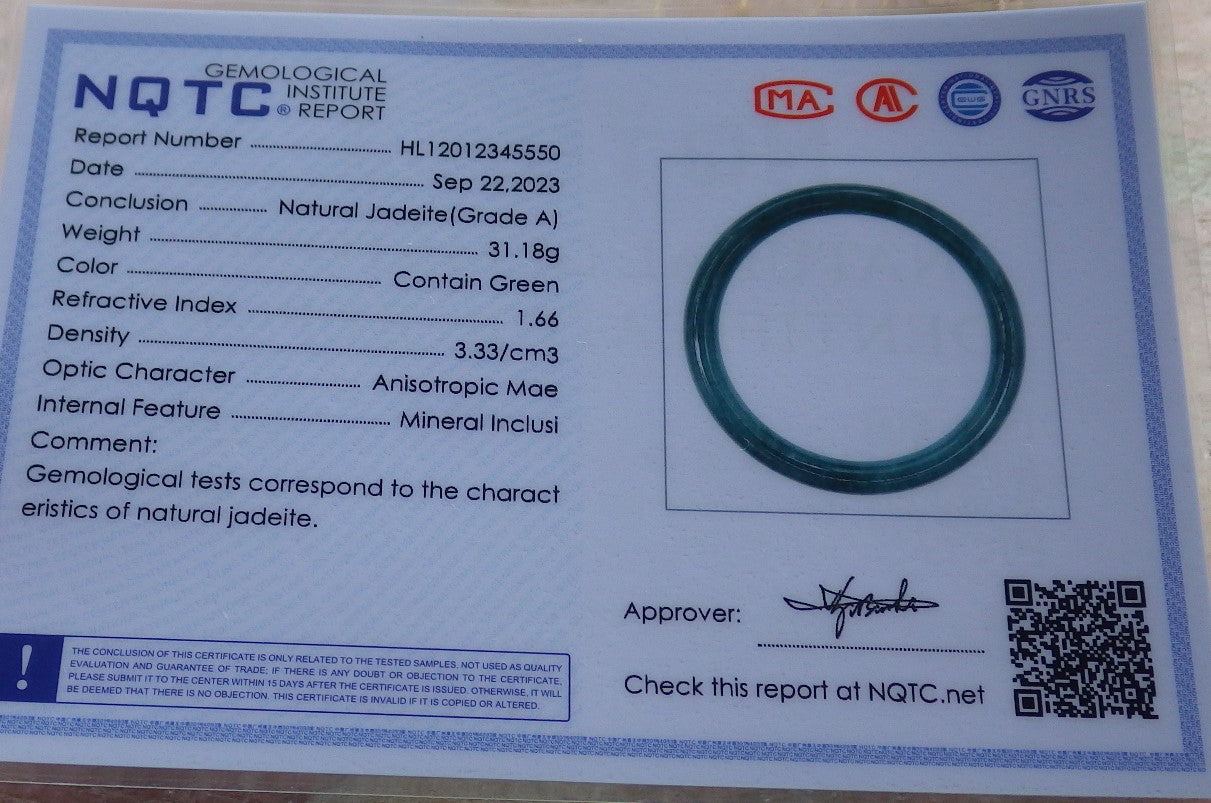 NQTC® GEMOLOGICAL INSTITUTE REPORT
Report Number HL12012345550
Date Sep 22,2023
Conclusion Natural Jadeite(Grade A)
Weight 31.18g
Color Contain Green
Refractive Index 1.66
Density 3.33/cm3
Optic Character Anisotropic Mae
Internal Feature Mineral Inclusi
Comment:
Gemological tests correspond to the charact
eristics of natural jadeite.
! THE CONCLUSION OF THIS CERTIFICATE IS ONLY RELATED TO THE TESTED SAMPLES, NOT USED AS QUALITY
EVALUATION AND GUARANTEE OF TRADE; IF THERE IS ANY DOUBT OR OBJECTION TO THE CERTIFICATE,
PLEASE SUBMIT IT TO THE CENTER WITHIN 15 DAYS AFTER THE CERTIFICATE IS ISSUED. OTHERWISE, IT WILL
BE DEEMED THAT THERE IS NO OBJECTION. THIS CERTIFICATE IS INVALID IF IT IS COPIED OR ALTERED.
MA GNRS
Approver:
Check this report at NQTC.net